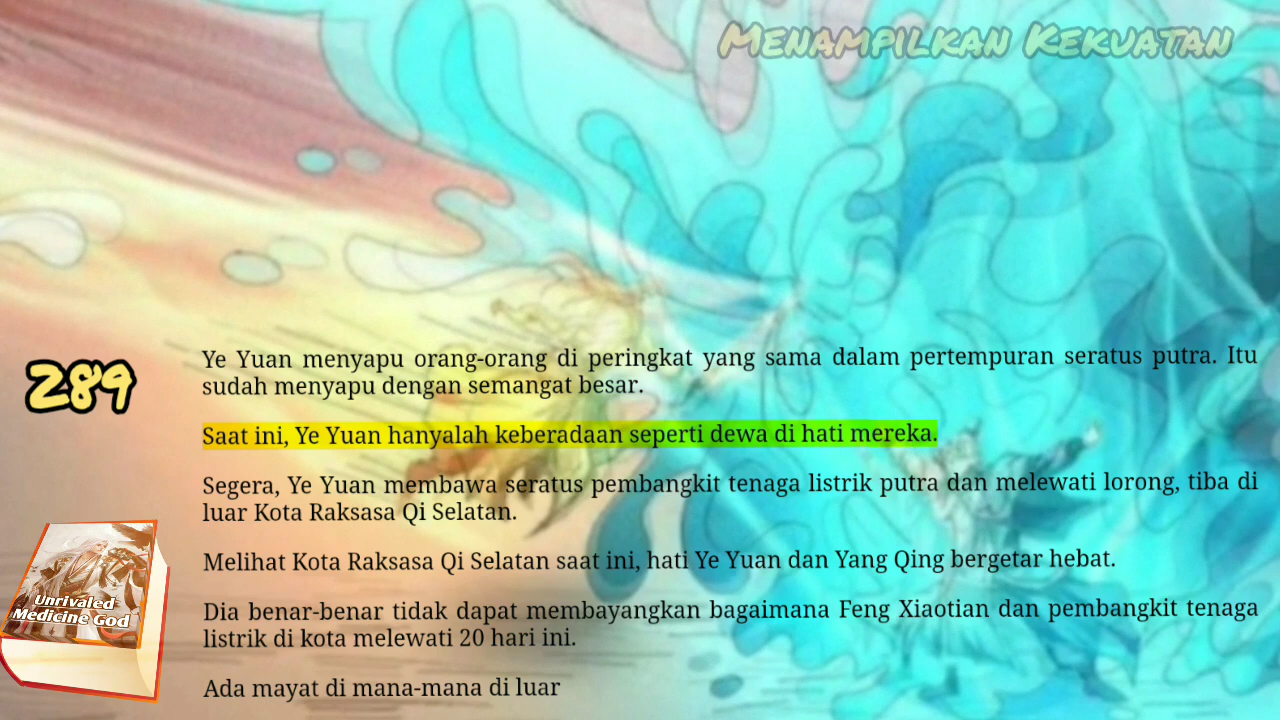 Menampilkan Kekuatan
289
Ye Yuan menyapu orang-orang di peringkat yang sama dalam pertempuran seratus putra. Itu
sudah menyapu dengan semangat besar.
Saat ini, Ye Yuan hanyalah keberadaan seperti dewa di hati mereka.
Segera, Ye Yuan membawa seratus pembangkit tenaga listrik putra dan melewati lorong, tiba di
luar Kota Raksasa Qi Selatan.
Melihat Kota Raksasa Qi Selatan saat ini, hati Ye Yuan dan Yang Qing bergetar hebat.
Dia benar-benar tidak dapat membayangkan bagaimana Feng Xiaotian dan pembangkit tenaga
listrik di kota melewati 20 hari ini.
Ada mayat di mana-mana di luar
Unrivaled
Medicine God